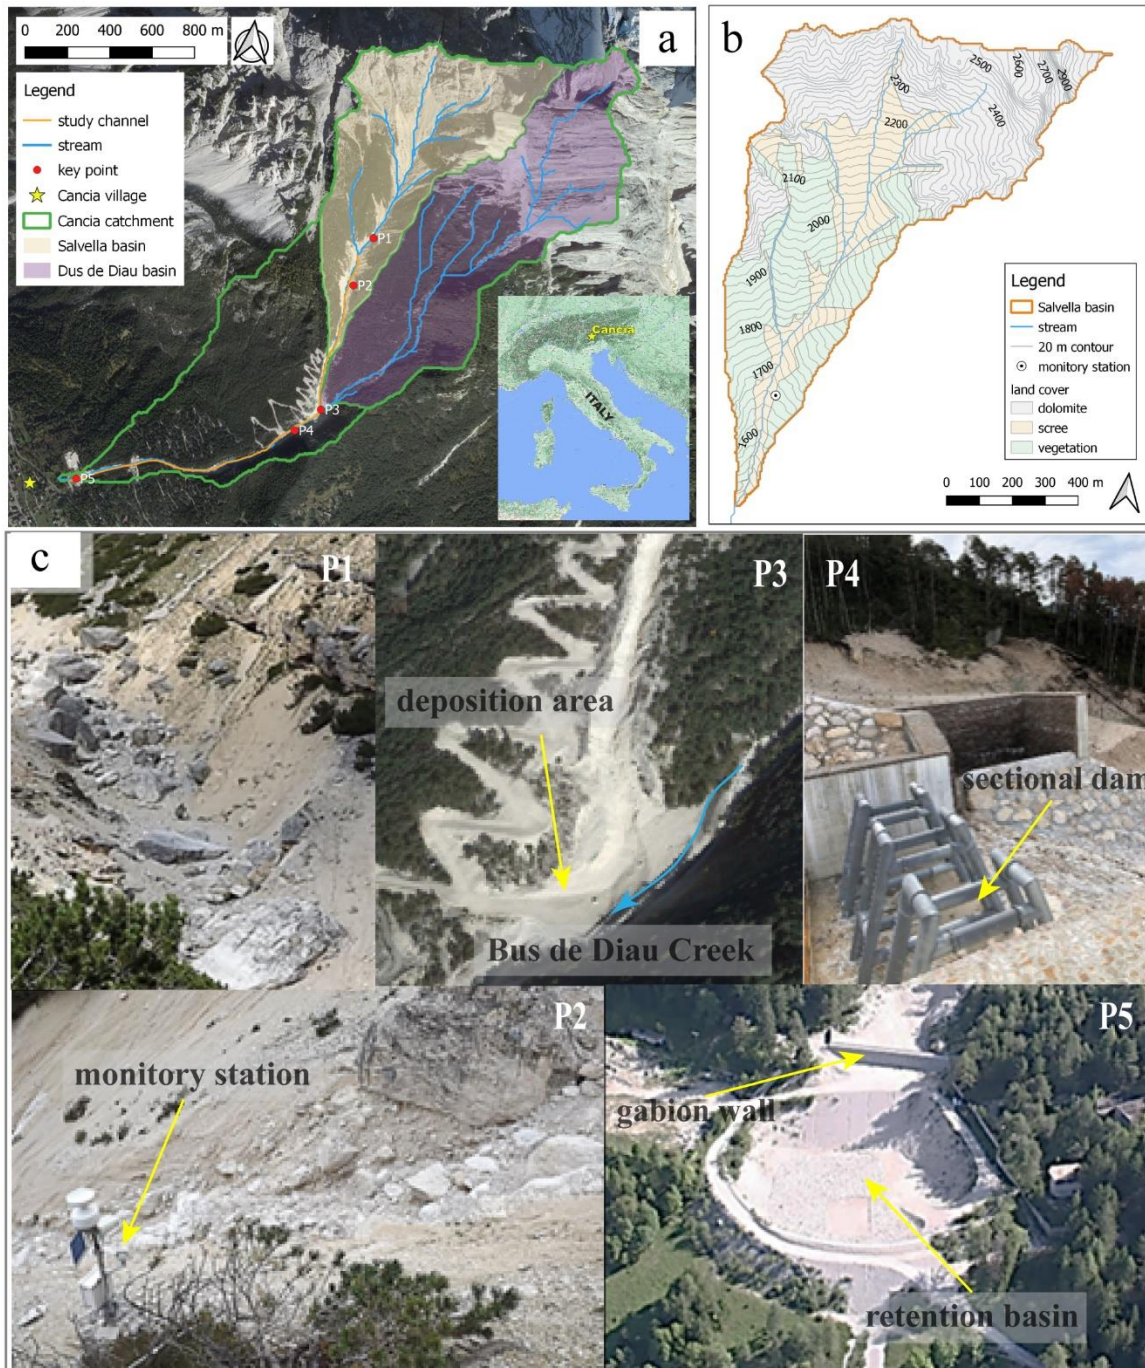 0 200 400 600 800 m
a
Legend
study channel
stream
key point
Cancia village
Cancia catchment
Salvella basin
Dus de Diau basin
P1
P2
P3
P4
P5
Cancia
ITALY
b
2500
2600
2700
2900
2300
2400
2200
2100
2000
1900
1800
1700
1600
Legend
Salvella basin
stream
20 m contour
monitory station
land cover
dolomite
scree
vegetation
0 100 200 300 400 m
c
P1
P3
deposition area
Bus de Diau Creek
P4
sectional dam
P2
monitory station
P5
gabion wall
retention basin